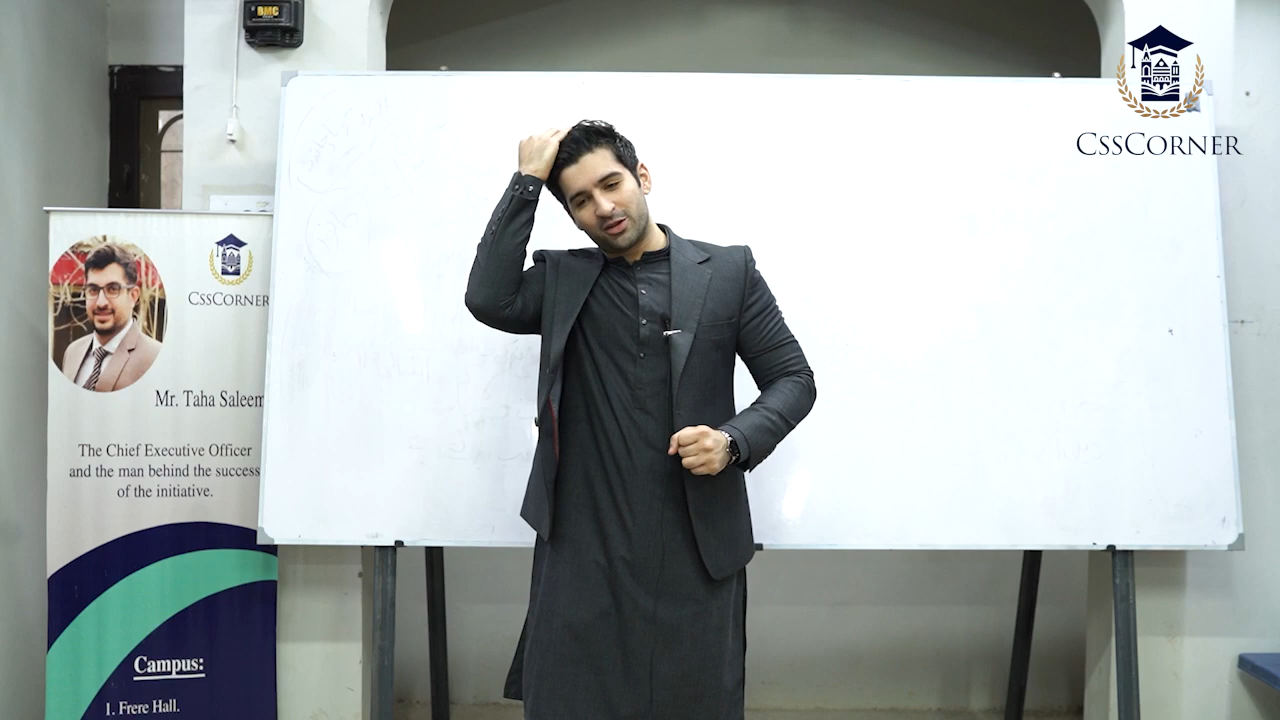 BMC
CSSCORNER
CSSCORNER
Mr. Taha Saleem
The Chief Executive Officer
and the man behind the success
of the initiative.
Campus:
1. Frere Hall.